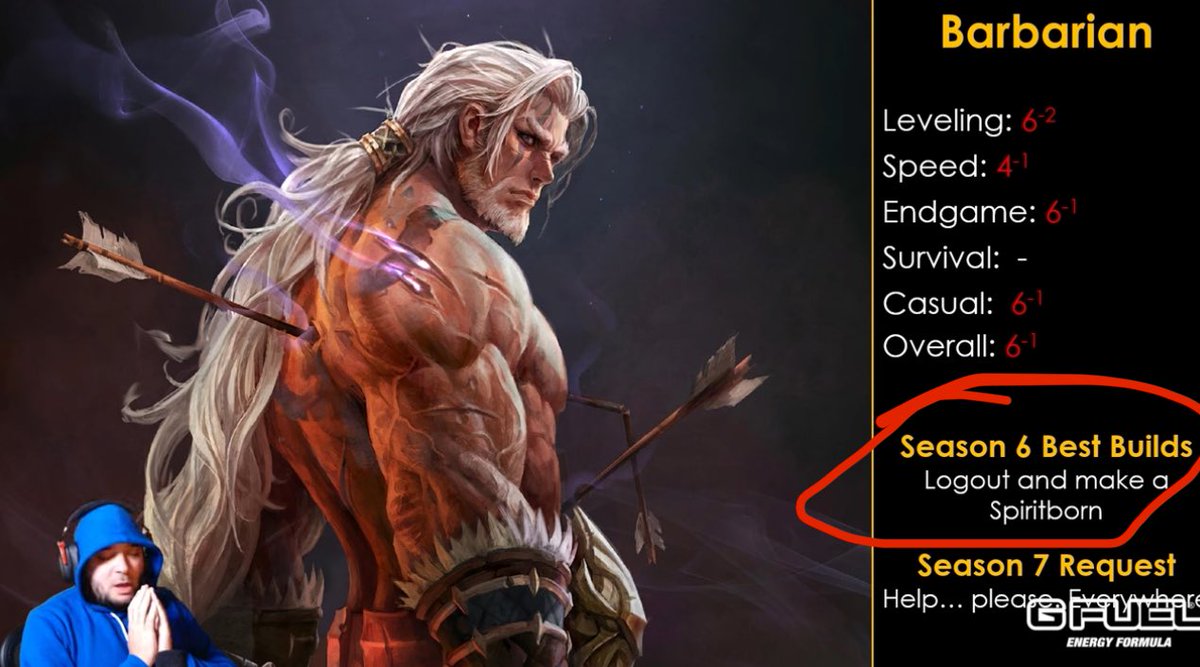 Barbarian
Leveling: 6-2
Speed: 4-1
Endgame: 6-1
Survival: -
Casual: 6-1
Overall: 6-1
Season 6 Best Builds
Logout and make a
Spiritborn
Season 7 Request
Help... please. Everywhere
G FUEL
ENERGY FORMULA